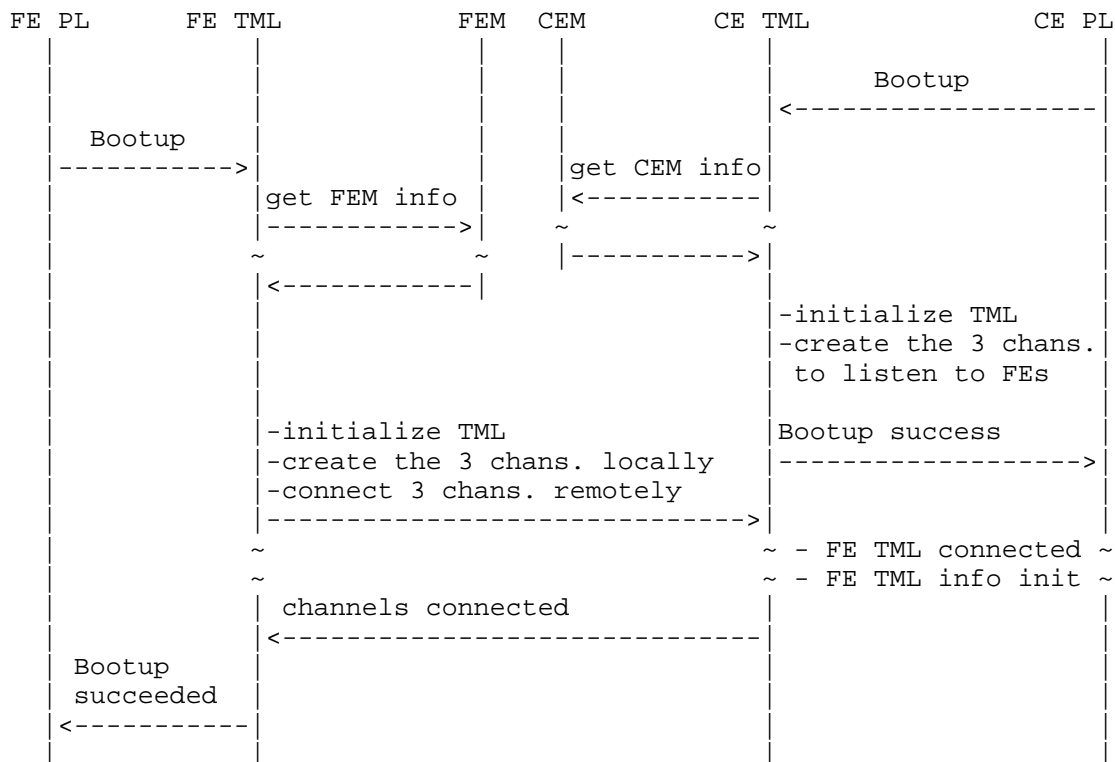 FE PL FE TML FEM CEM CE TML CE PL
Bootup
Bootup
get CEM info
get FEM info
-initialize TML
-create the 3 chans.
to listen to FEs
-initialize TML Bootup success
-create the 3 chans. locally
-connect 3 chans. remotely
- FE TML connected
- FE TML info init
channels connected
Bootup
succeeded